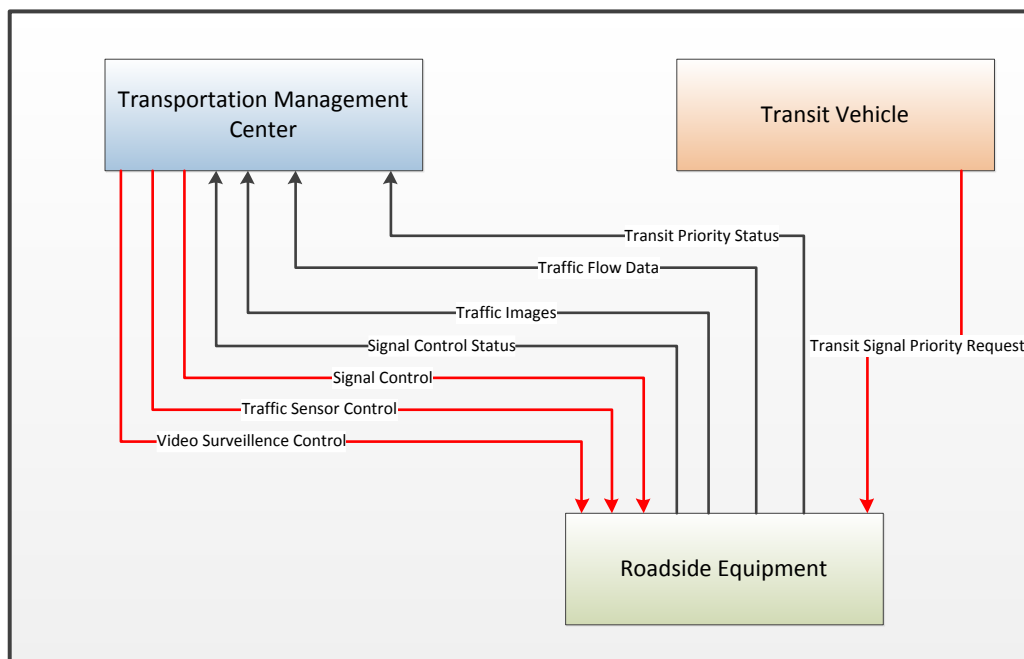 Transportation Management
Center
Transit Vehicle
Transit Priority Status
Traffic Flow Data
Traffic Images
Signal Control Status
Transit Signal Priority Request
Signal Control
Traffic Sensor Control
Video Surveillence Control
Roadside Equipment